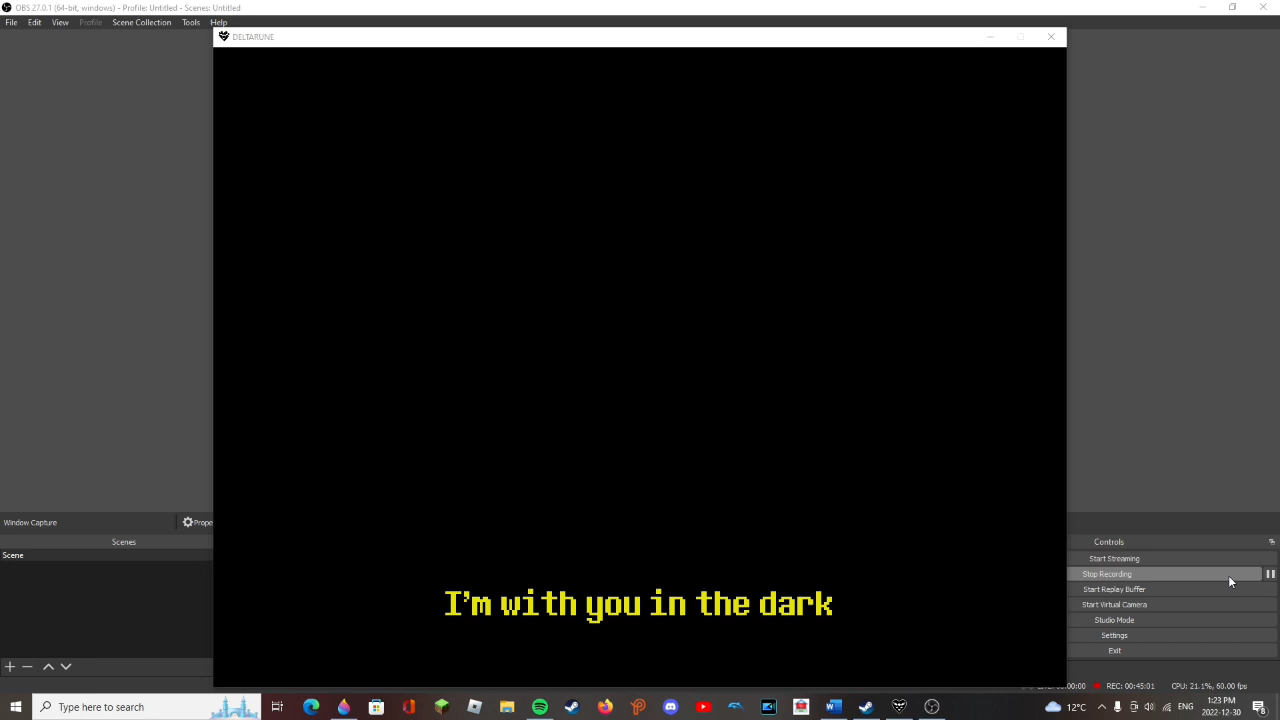 OBS 27.0.1 (64-bit, windows) - Profile: Untitled - Scenes: Untitled
File Edit View Profile Scene Collection Tools Help
DELTARUNE
I'm with you in the dark
Window Capture
Prope
Scenes
Scene
Controls
Start Streaming
Stop Recording
Start Replay Buffer
Start Virtual Camera
Studio Mode
Settings
Exit
REC: 00:45:01 CPU: 21.1%, 60.00 fps
Type here to search
12°C
ENG
1:23 PM
2022-12-30